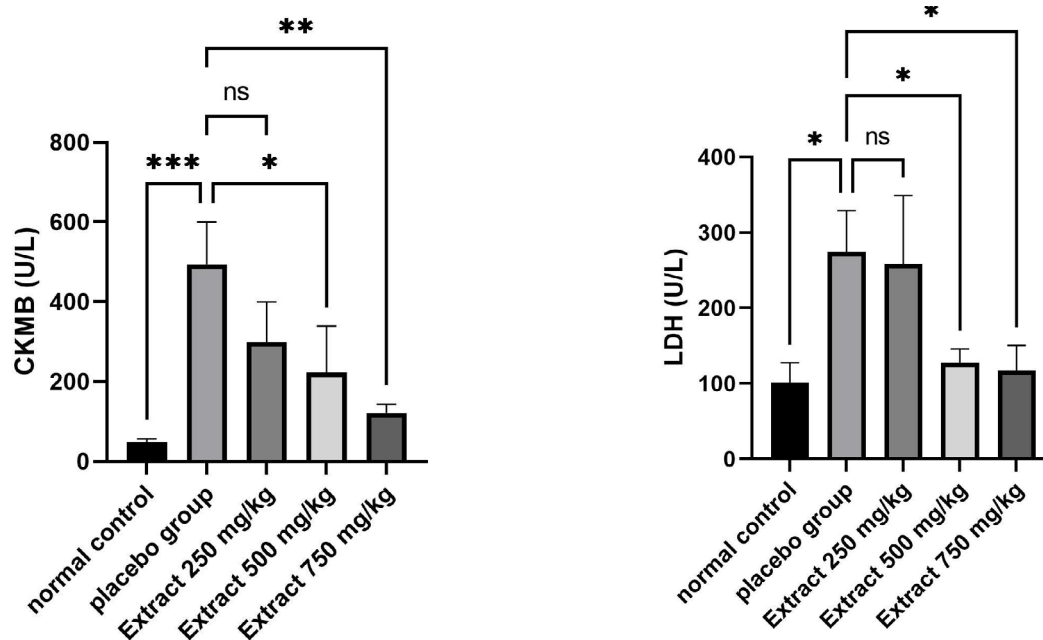 **
ns
***
*
800
600
400
200
0
CKMB (U/L)
normal control
placebo group
Extract 250 mg/kg
Extract 500 mg/kg
Extract 750 mg/kg
*
*
*
ns
400
300
200
100
0
LDH (U/L)
normal control
placebo group
Extract 250 mg/kg
Extract 500 mg/kg
Extract 750 mg/kg